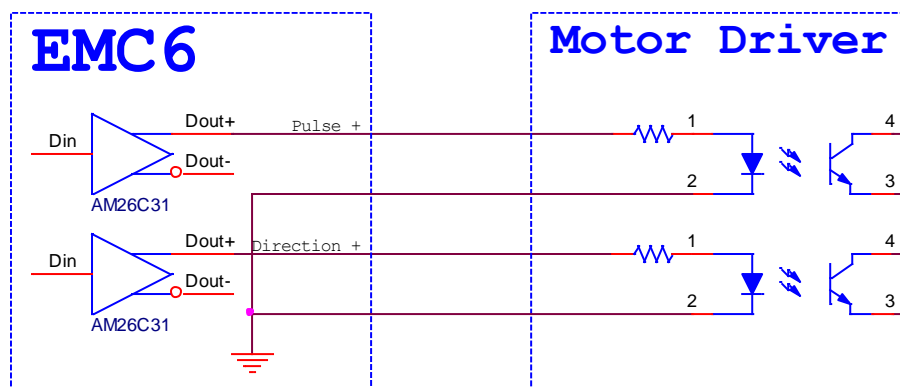 EMC6
Motor Driver
Dout+
Pulse +
1
4
Din
Dout-
2
3
AM26C31
Dout+
Direction +
1
4
Din
Dout-
2
3
AM26C31